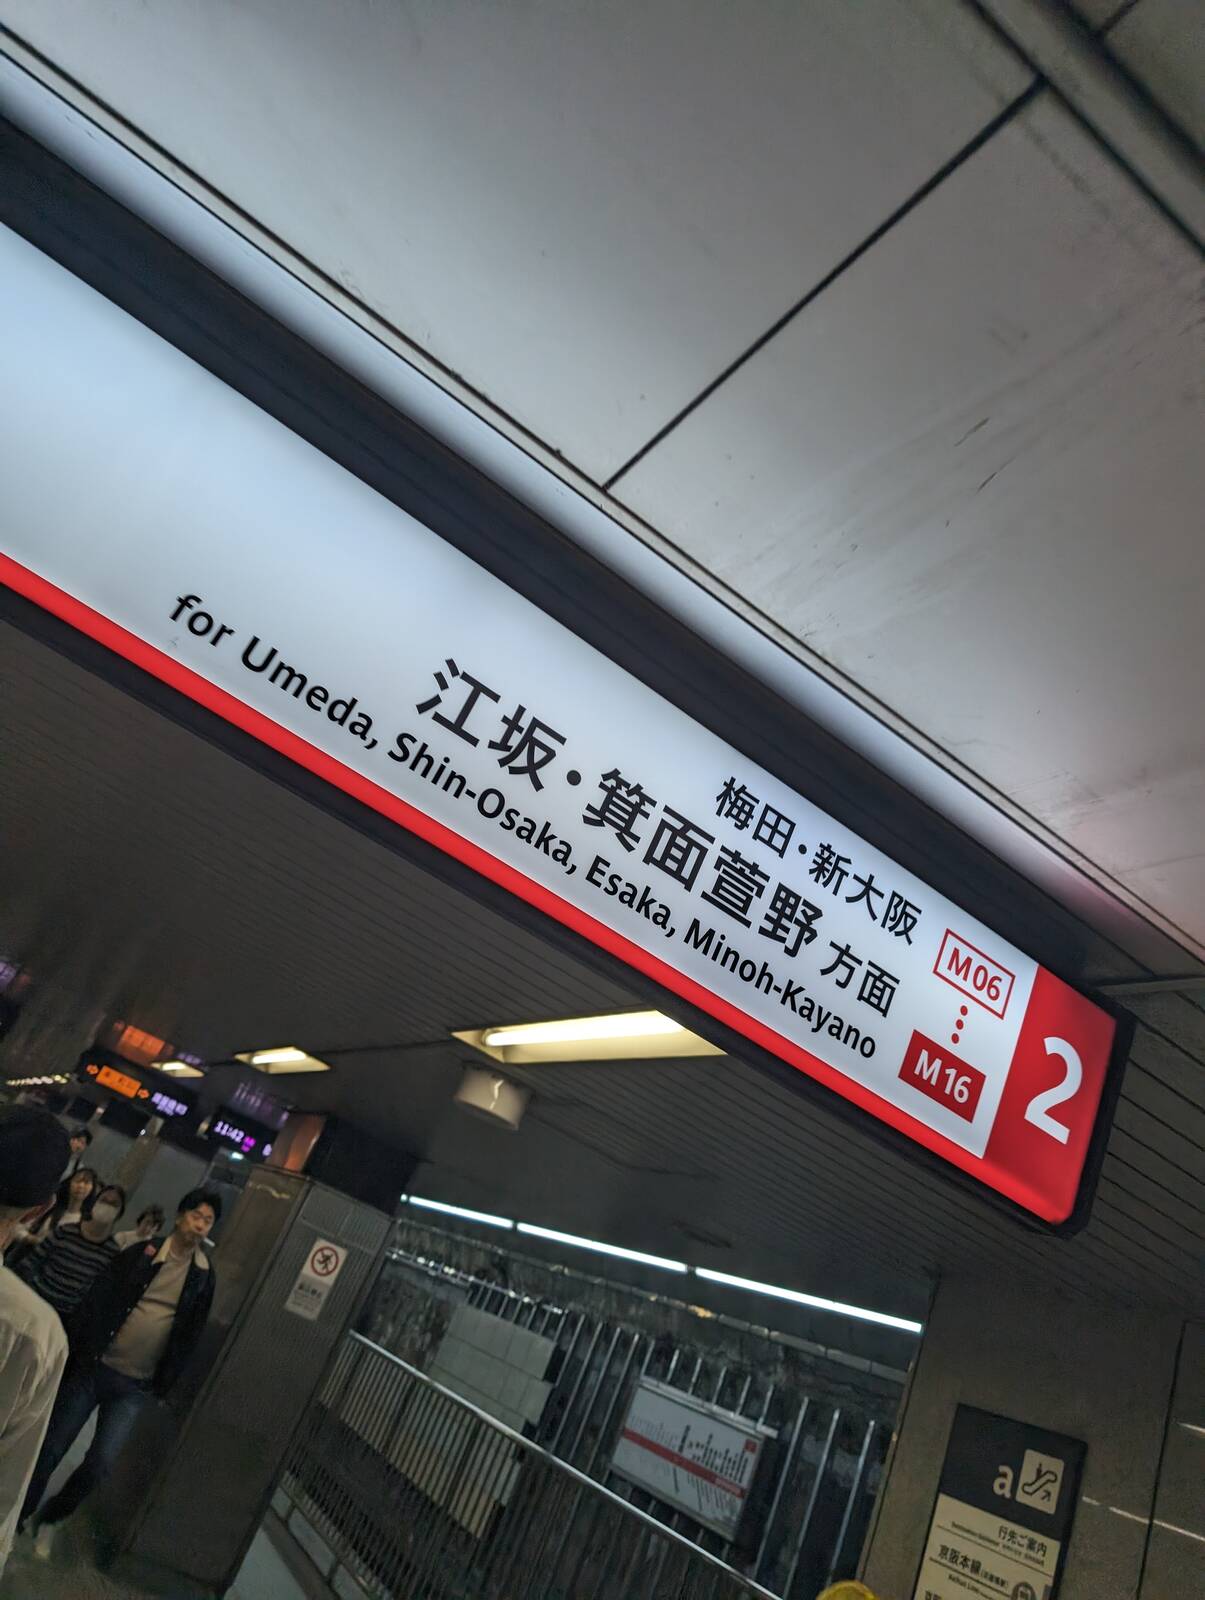 梅田・新大阪
江坂・箕面萱野 方面
for Umeda, Shin-Osaka, Esaka, Minoh-Kayano
M06
M16
2
11:42
a
行先ご案内
京阪本線